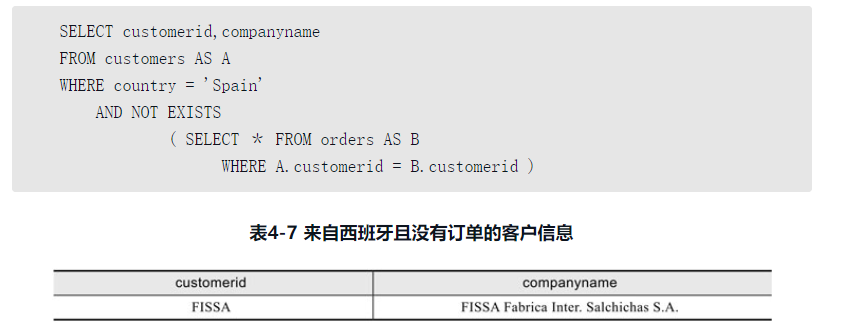 SELECT customerid,companyname
FROM customers AS A
WHERE country = 'Spain'
AND NOT EXISTS
( SELECT * FROM orders AS B
WHERE A.customerid = B.customerid )
表4-7 来自西班牙且没有订单的客户信息
customerid companyname
FISSA FISSA Fabrica Inter. Salchichas S.A.